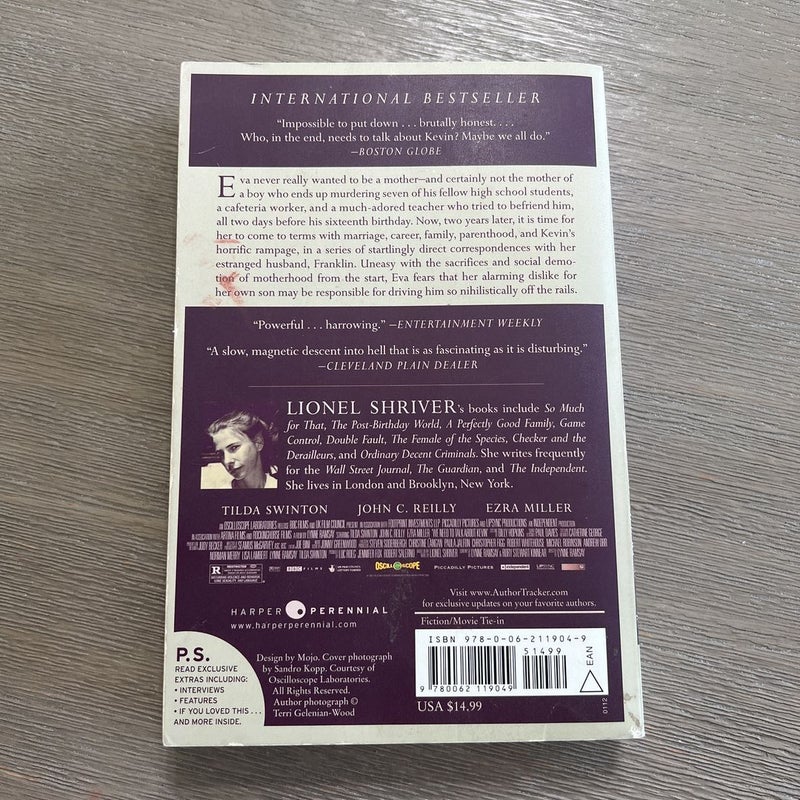 INTERNATIONAL BESTSELLER
“Impossible to put down . . . brutally honest. . . .
Who, in the end, needs to talk about Kevin? Maybe we all do.”
—BOSTON GLOBE
Eva never really wanted to be a mother—and certainly not the mother of
a boy who ends up murdering seven of his fellow high school students,
a cafeteria worker, and a much-adored teacher who tried to befriend him,
all two days before his sixteenth birthday. Now, two years later, it is time for
her to come to terms with marriage, career, family, parenthood, and Kevin’s
horrific rampage, in a series of startlingly direct correspondences with her
estranged husband, Franklin. Uneasy with the sacrifices and social demo-
tion of motherhood from the start, Eva fears that her alarming dislike for
her own son may be responsible for driving him so nihilistically off the rails.
“Powerful . . . harrowing.” —ENTERTAINMENT WEEKLY
“A slow, magnetic descent into hell that is as fascinating as it is disturbing.”
—CLEVELAND PLAIN DEALER
LIONEL SHRIVER’s books include So Much
for That, The Post-Birthday World, A Perfectly Good Family, Game
Control, Double Fault, The Female of the Species, Checker and the
Derailleurs, and Ordinary Decent Criminals. She writes frequently
for the Wall Street Journal, The Guardian, and The Independent.
She lives in London and Brooklyn, New York.
TILDA SWINTON JOHN C. REILLY EZRA MILLER
R RESTRICTED
BBC FILMS
OSCILLOSCOPE
PICCADILLY PICTURES
independent
Visit www.AuthorTracker.com
for exclusive updates on your favorite authors.
HARPER PERENNIAL
www.harperperennial.com
Fiction/Movie Tie-in
ISBN 978-0-06-211904-9
51499
9 780062 119049
EAN
USA $14.99
0112
P.S.
READ EXCLUSIVE
EXTRAS INCLUDING:
• INTERVIEWS
• FEATURES
• IF YOU LOVED THIS . . .
AND MORE INSIDE.
Design by Mojo. Cover photograph
by Sandro Kopp. Courtesy of
Oscilloscope Laboratories.
All Rights Reserved.
Author photograph ©
Terri Gelenian-Wood